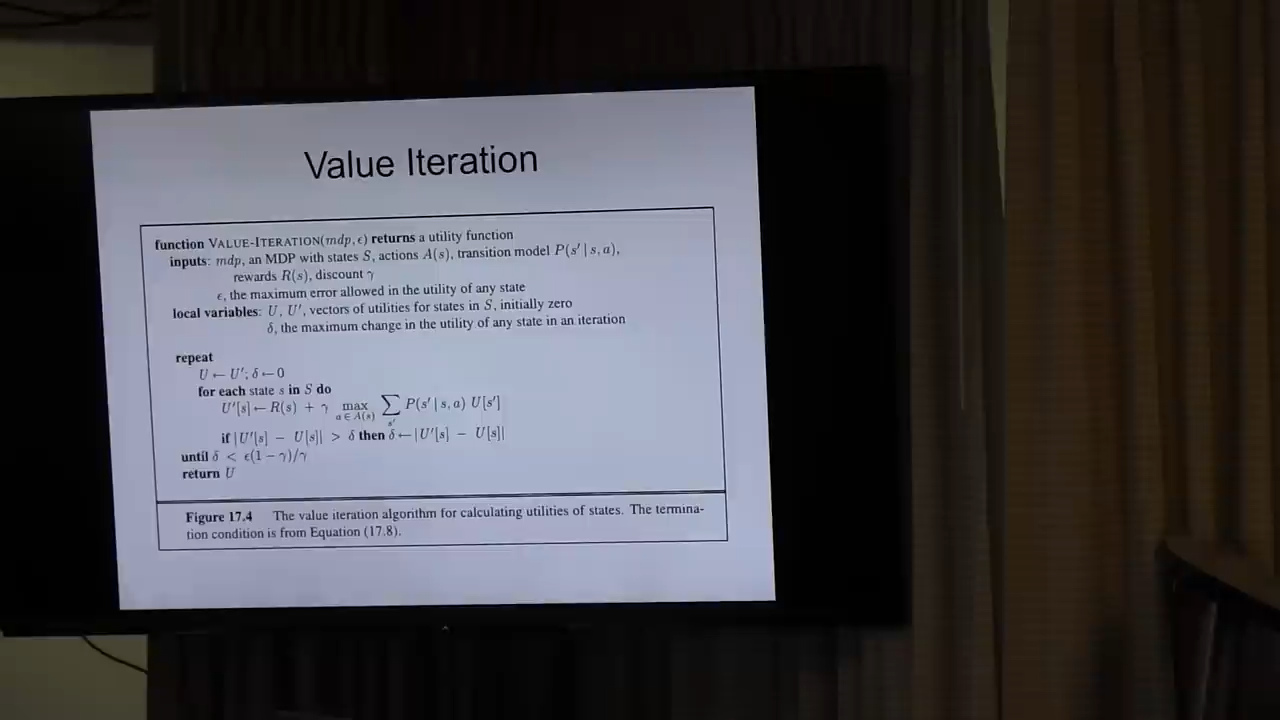 Value Iteration
function VALUE-ITERATION(mdp, ϵ) returns a utility function
inputs: mdp, an MDP with states S, actions A(s), transition model P(s′ | s, a),
rewards R(s), discount γ
ϵ, the maximum error allowed in the utility of any state
local variables: U, U′, vectors of utilities for states in S, initially zero
δ, the maximum change in the utility of any state in an iteration
repeat
U ← U′; δ ← 0
for each state s in S do
U′[s] ← R(s) + γ max a ∈ A(s) ∑ s′ P(s′ | s, a) U[s′]
if |U′[s] − U[s]| > δ then δ ← |U′[s] − U[s]|
until δ < ϵ(1 − γ)/γ
return U
Figure 17.4 The value iteration algorithm for calculating utilities of states. The termina-
tion condition is from Equation (17.8).